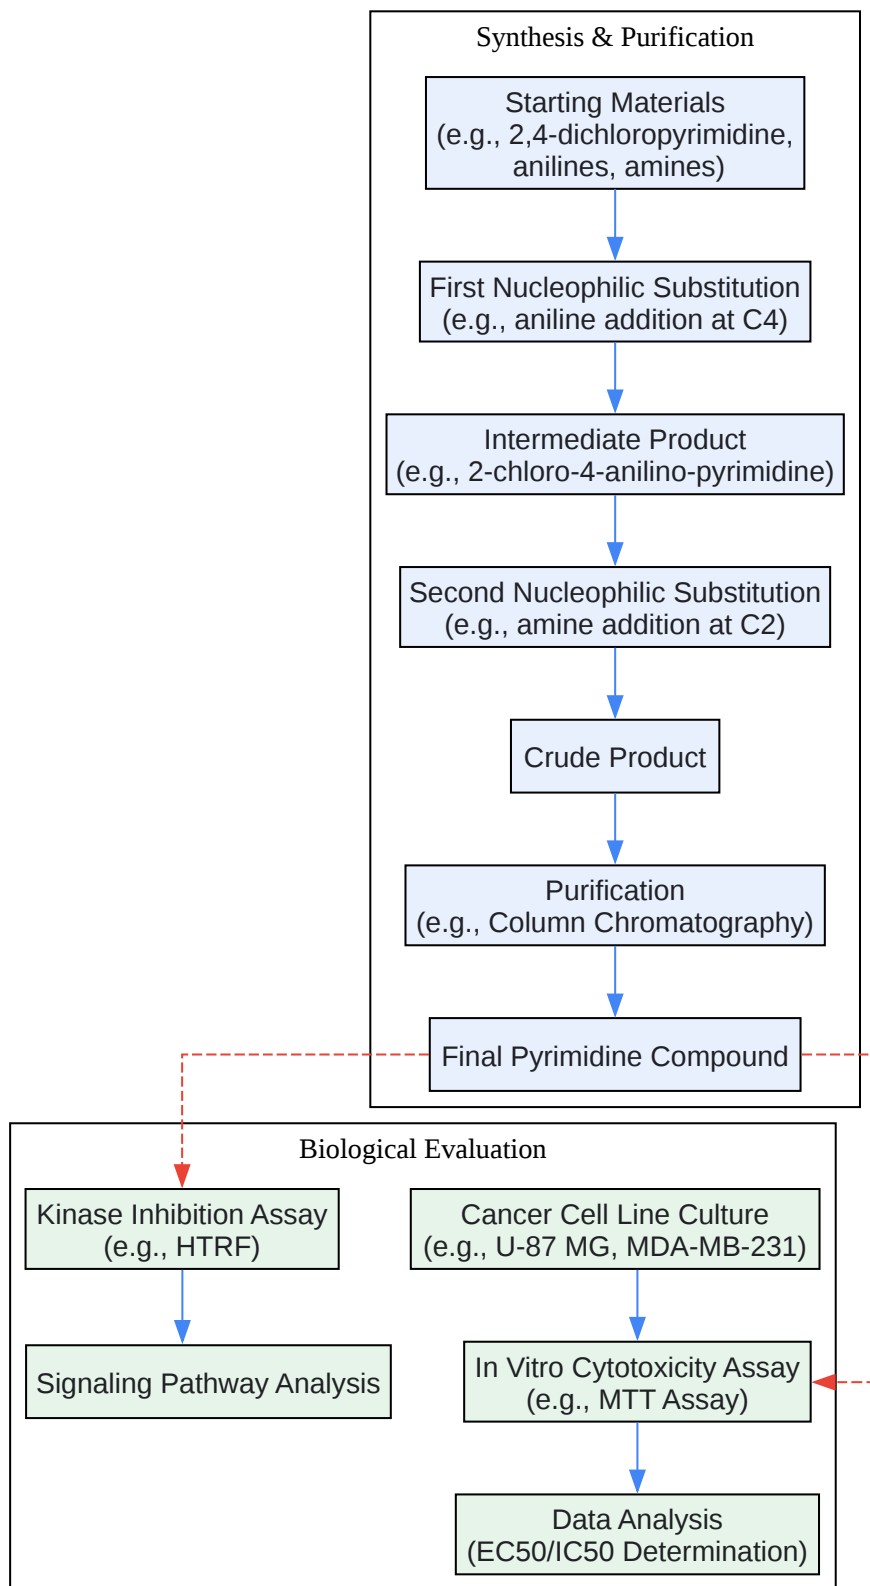 Synthesis & Purification
Starting Materials
(e.g., 2,4-dichloropyrimidine,
anilines, amines)
First Nucleophilic Substitution
(e.g., aniline addition at C4)
Intermediate Product
(e.g., 2-chloro-4-anilino-pyrimidine)
Second Nucleophilic Substitution
(e.g., amine addition at C2)
Crude Product
Purification
(e.g., Column Chromatography)
Final Pyrimidine Compound
Biological Evaluation
Kinase Inhibition Assay
(e.g., HTRF)
Signaling Pathway Analysis
Cancer Cell Line Culture
(e.g., U-87 MG, MDA-MB-231)
In Vitro Cytotoxicity Assay
(e.g., MTT Assay)
Data Analysis
(EC50/IC50 Determination)